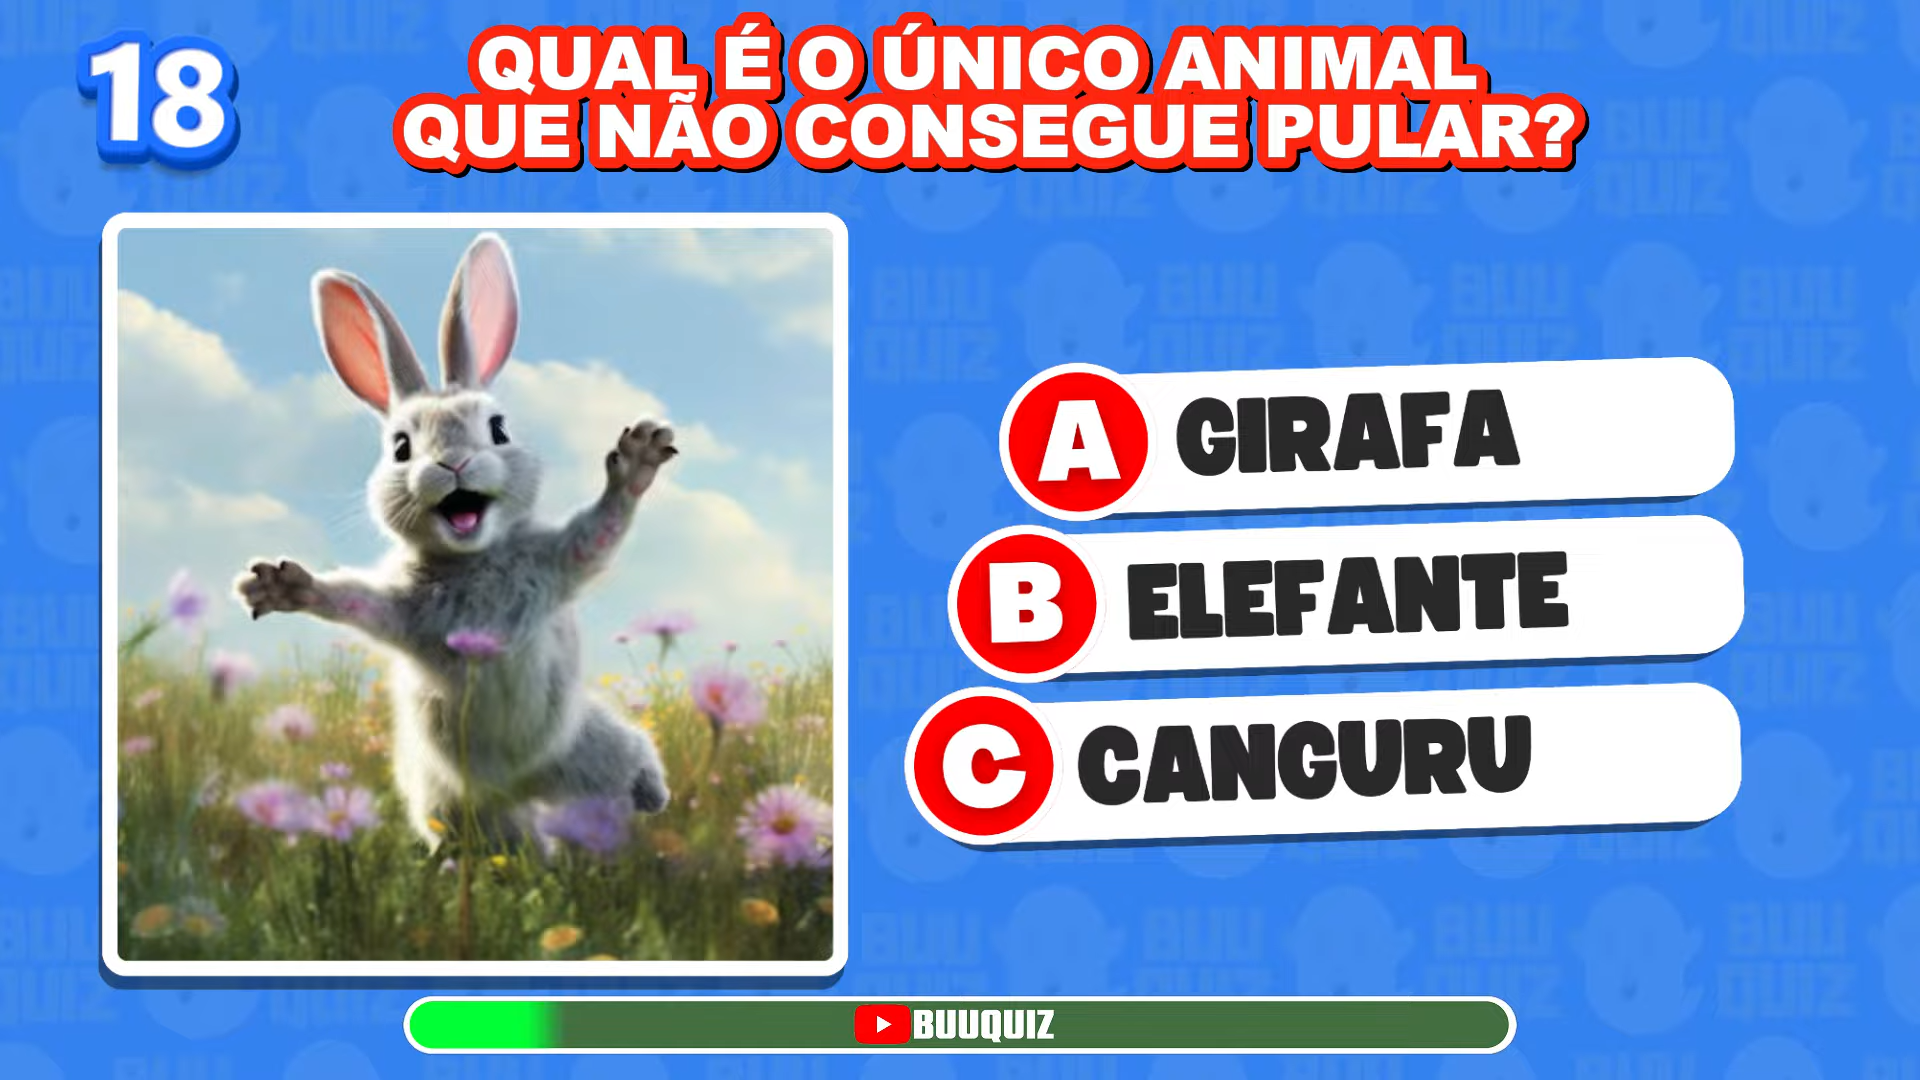 18
QUAL É O ÚNICO ANIMAL
QUE NÃO CONSEGUE PULAR?
A GIRAFA
B ELEFANTE
C CANGURU
BUUQUIZ